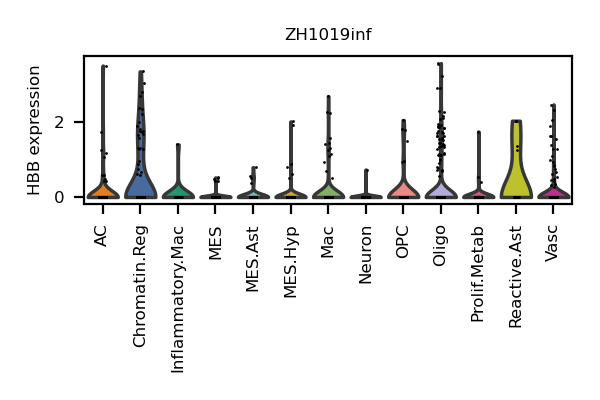 ZH1019inf
HBB expression
2
0
AC
Chromatin.Reg
Inflammatory.Mac
MES
MES.Ast
MES.Hyp
Mac
Neuron
OPC
Oligo
Prolif.Metab
Reactive.Ast
Vasc